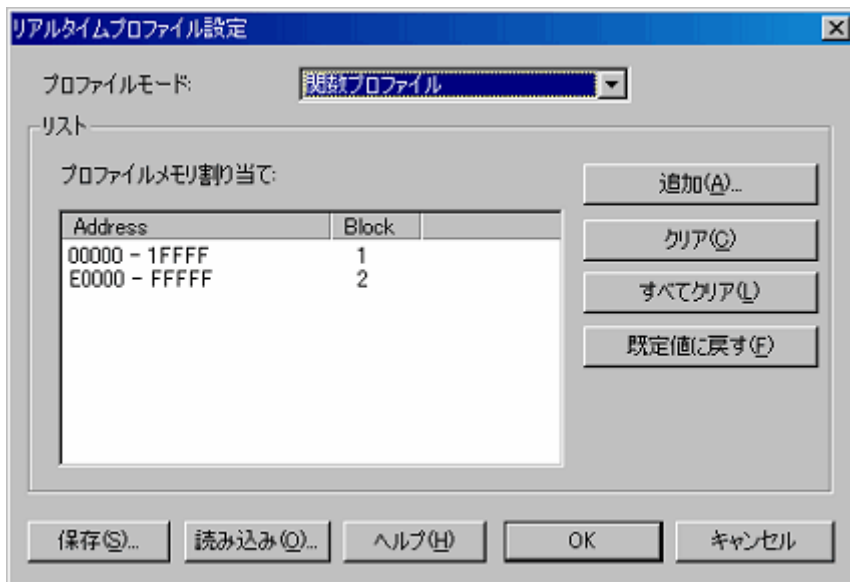 リアルタイムプロファイル設定
プロファイルモード:
関数プロファイル
リスト
プロファイルメモリ割り当て:
Address Block
00000 - 1FFFF 1
E0000 - FFFFF 2
追加(A)...
クリア(C)
すべてクリア(L)
既定値に戻す(F)
保存(S)... 読み込み(O)... ヘルプ(H) OK キャンセル